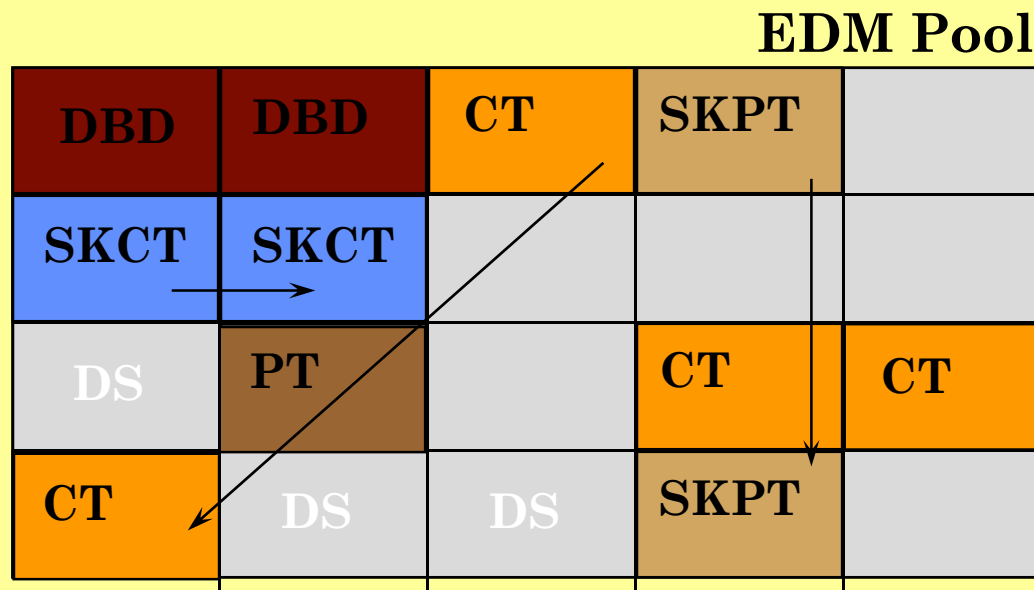 EDM Pool
DBD DBD CT SKPT
SKCT SKCT
DS PT CT CT
CT DS DS SKPT